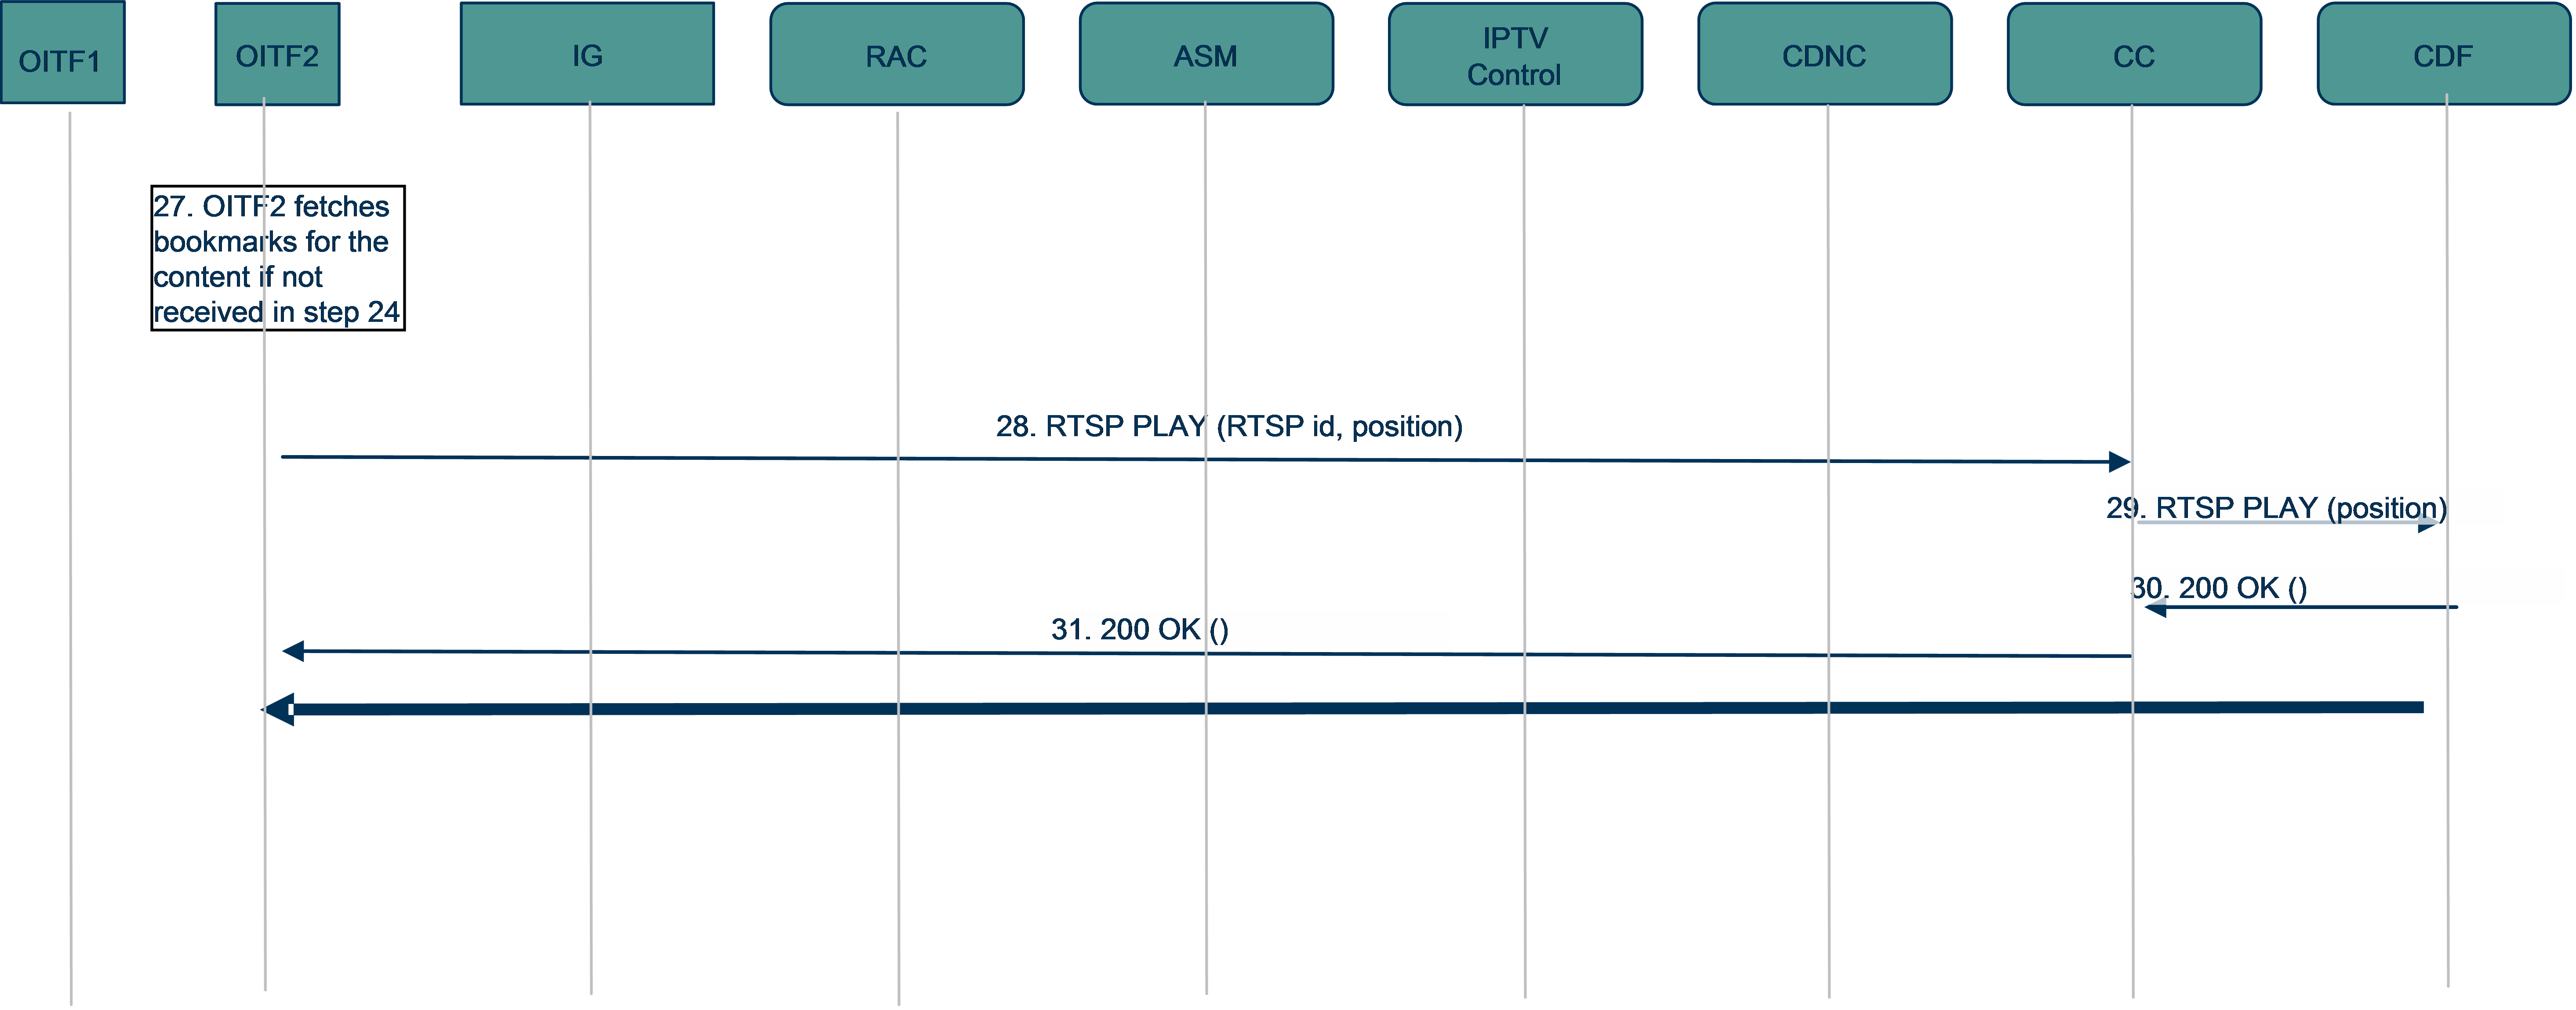 OITF1
OITF2
IG
RAC
ASM
IPTV
Control
CDNC
CC
CDF
27. OITF2 fetches
bookmarks for the
content if not
received in step 24
28. RTSP PLAY (RTSP id, position)
29. RTSP PLAY (position)
30. 200 OK ()
31. 200 OK ()